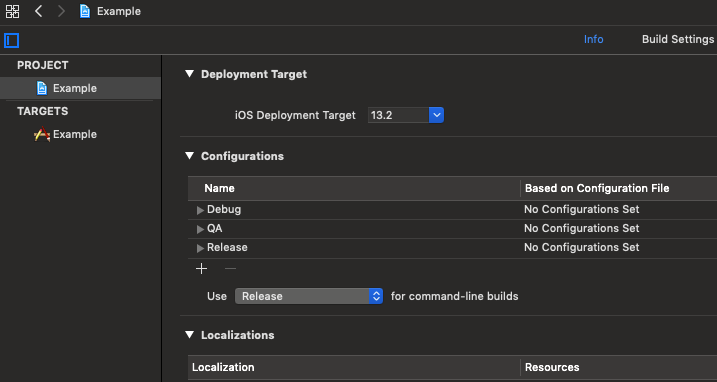 Example
Info Build Settings
PROJECT
Example
TARGETS
Example
Deployment Target
iOS Deployment Target 13.2
Configurations
Name Based on Configuration File
Debug No Configurations Set
QA No Configurations Set
Release No Configurations Set
Use Release for command-line builds
Localizations
Localization Resources